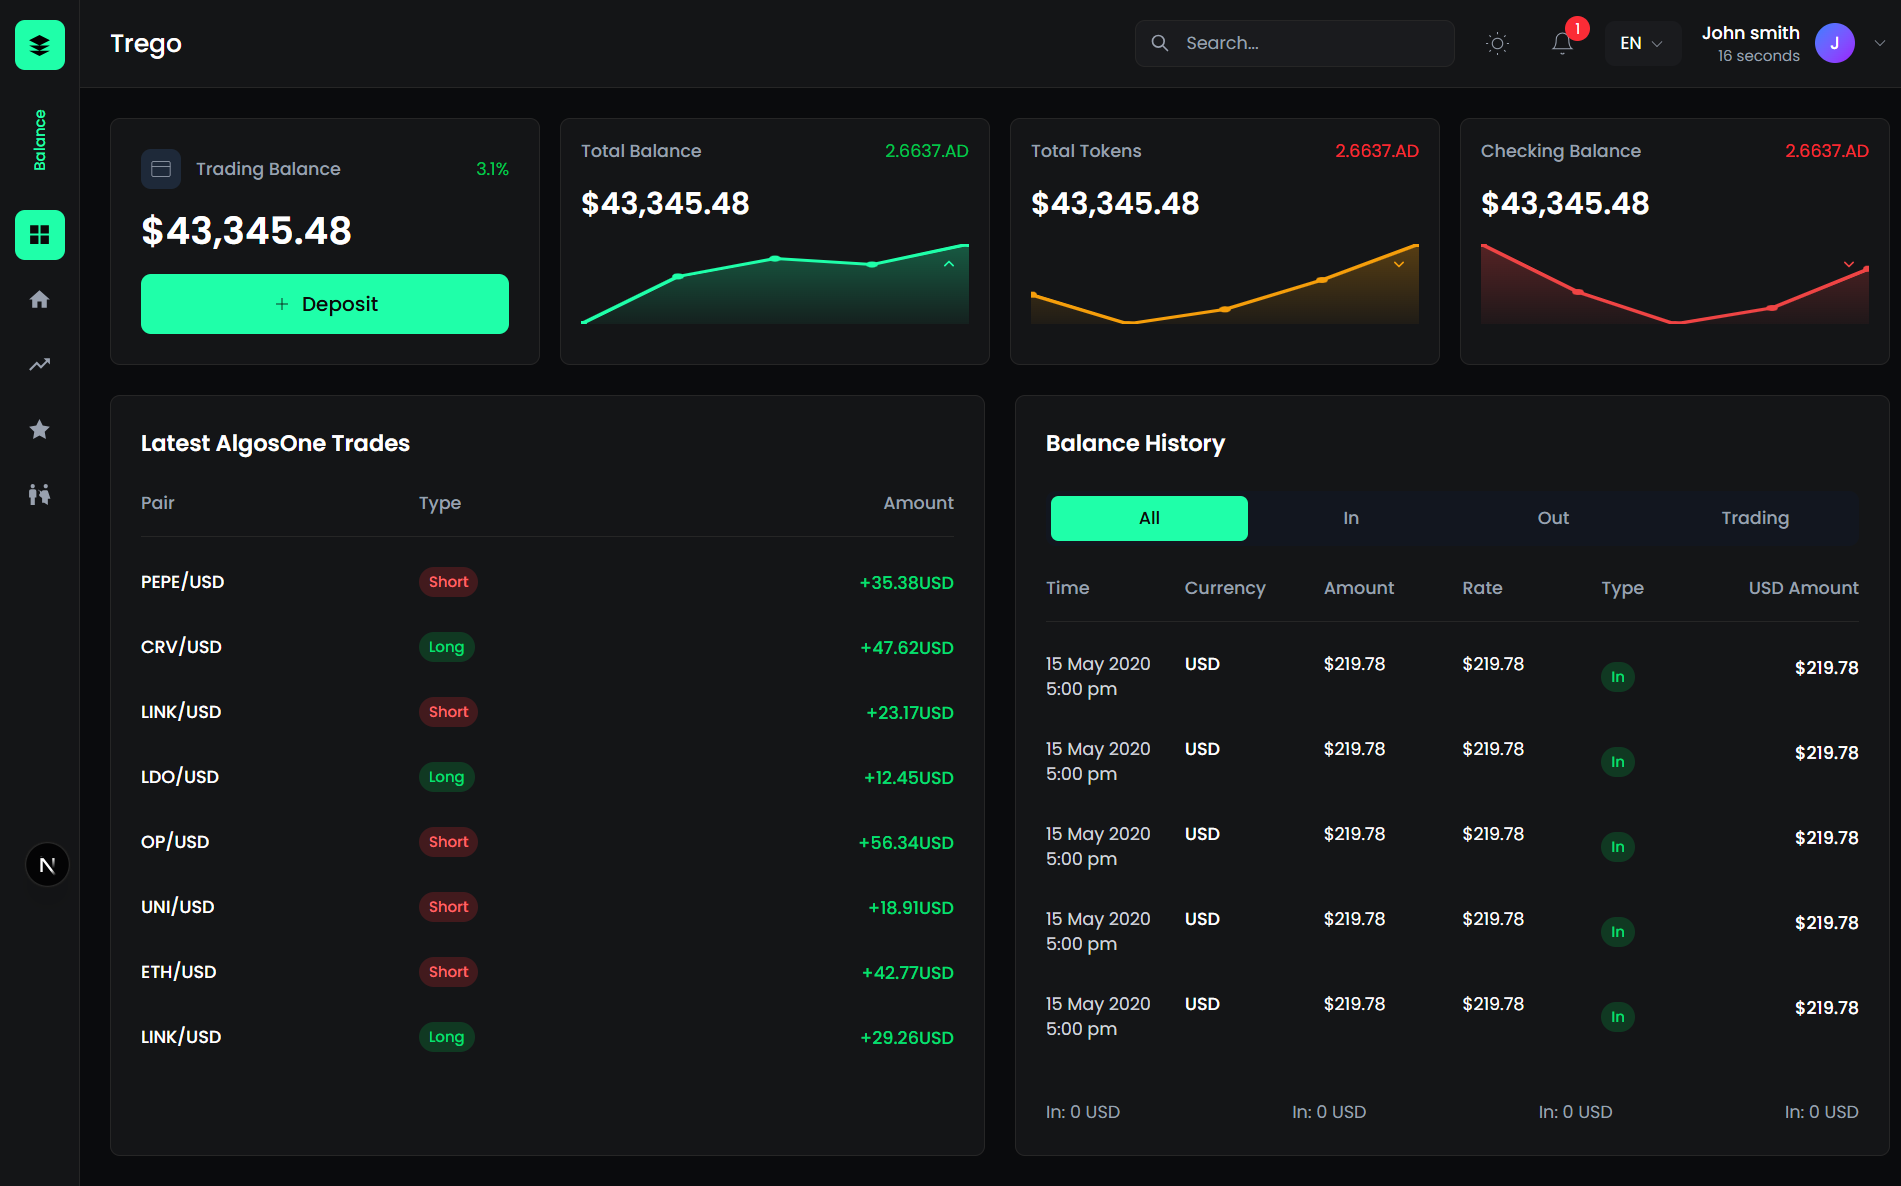 Trego
Search...
1
EN
John smith
16 seconds
J
Balance
Trading Balance
3.1%
$43,345.48
+ Deposit
Total Balance
2.6637.AD
$43,345.48
Total Tokens
2.6637.AD
$43,345.48
Checking Balance
2.6637.AD
$43,345.48
Latest AlgosOne Trades
Pair Type Amount
PEPE/USD Short +35.38USD
CRV/USD Long +47.62USD
LINK/USD Short +23.17USD
LDO/USD Long +12.45USD
OP/USD Short +56.34USD
UNI/USD Short +18.91USD
ETH/USD Short +42.77USD
LINK/USD Long +29.26USD
N
Balance History
All In Out Trading
Time Currency Amount Rate Type USD Amount
15 May 2020 USD $219.78 $219.78 In $219.78
5:00 pm
15 May 2020 USD $219.78 $219.78 In $219.78
5:00 pm
15 May 2020 USD $219.78 $219.78 In $219.78
5:00 pm
15 May 2020 USD $219.78 $219.78 In $219.78
5:00 pm
15 May 2020 USD $219.78 $219.78 In $219.78
5:00 pm
In: 0 USD In: 0 USD In: 0 USD In: 0 USD